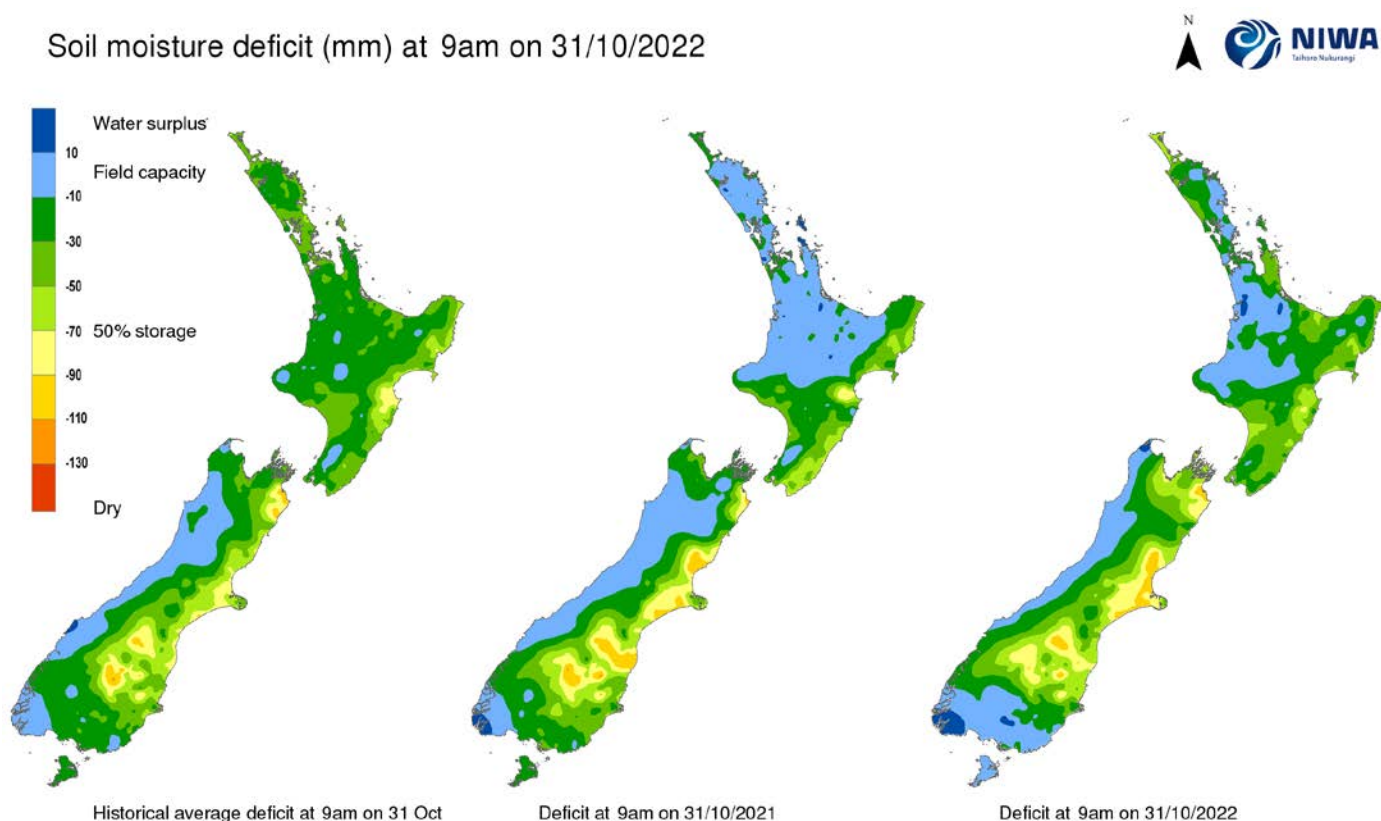 Soil moisture deficit (mm) at 9am on 31/10/2022
N
NIWA
Taihoro Nukurangi
Water surplus
10
Field capacity
-10
-30
-50
-70
50% storage
-90
-110
-130
Dry
Historical average deficit at 9am on 31 Oct
Deficit at 9am on 31/10/2021
Deficit at 9am on 31/10/2022